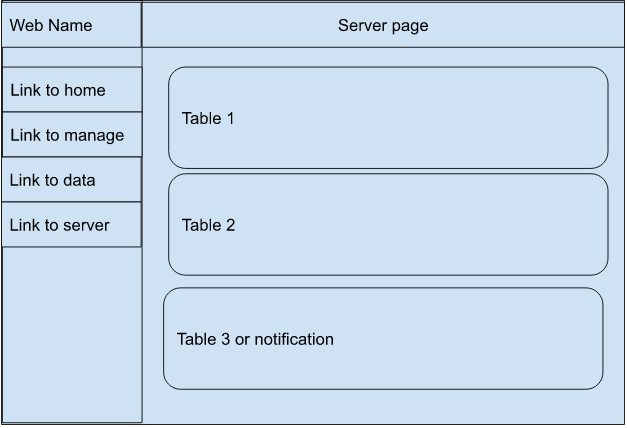 Web Name
Server page
Link to home
Link to manage
Link to data
Link to server
Table 1
Table 2
Table 3 or notification